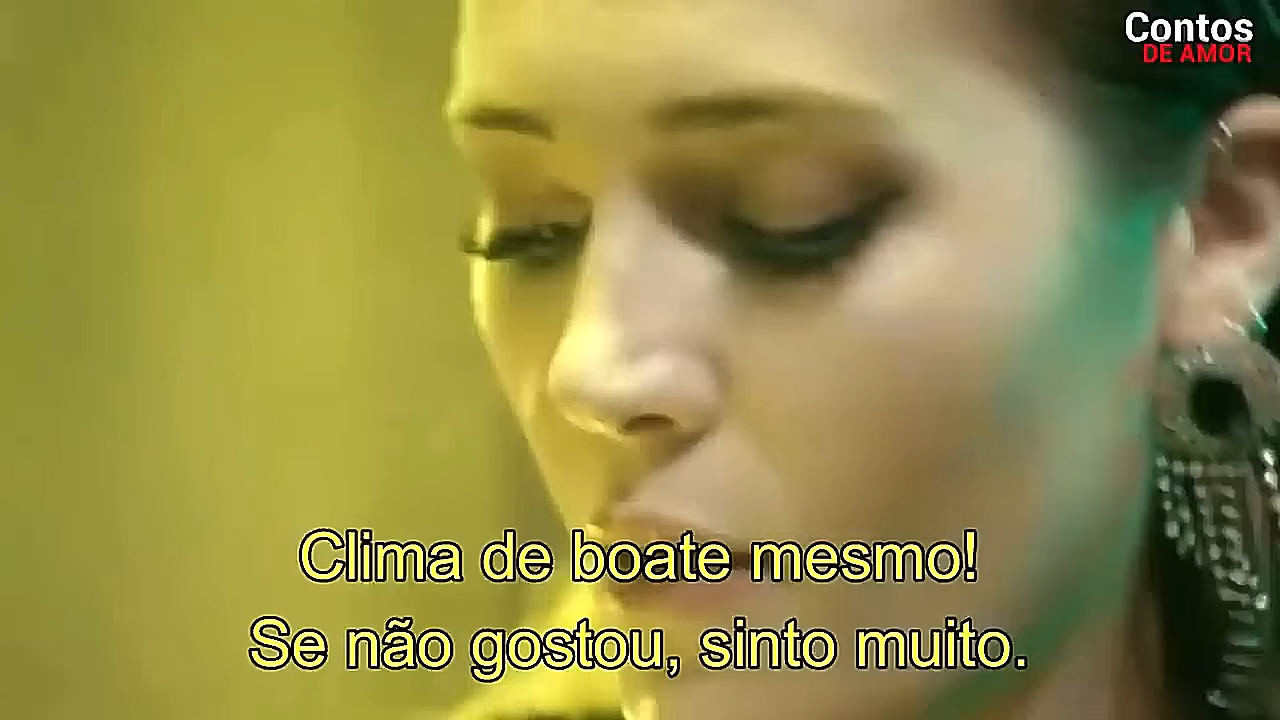 Contos
DE AMOR
Clima de boate mesmo!
Se não gostou, sinto muito.